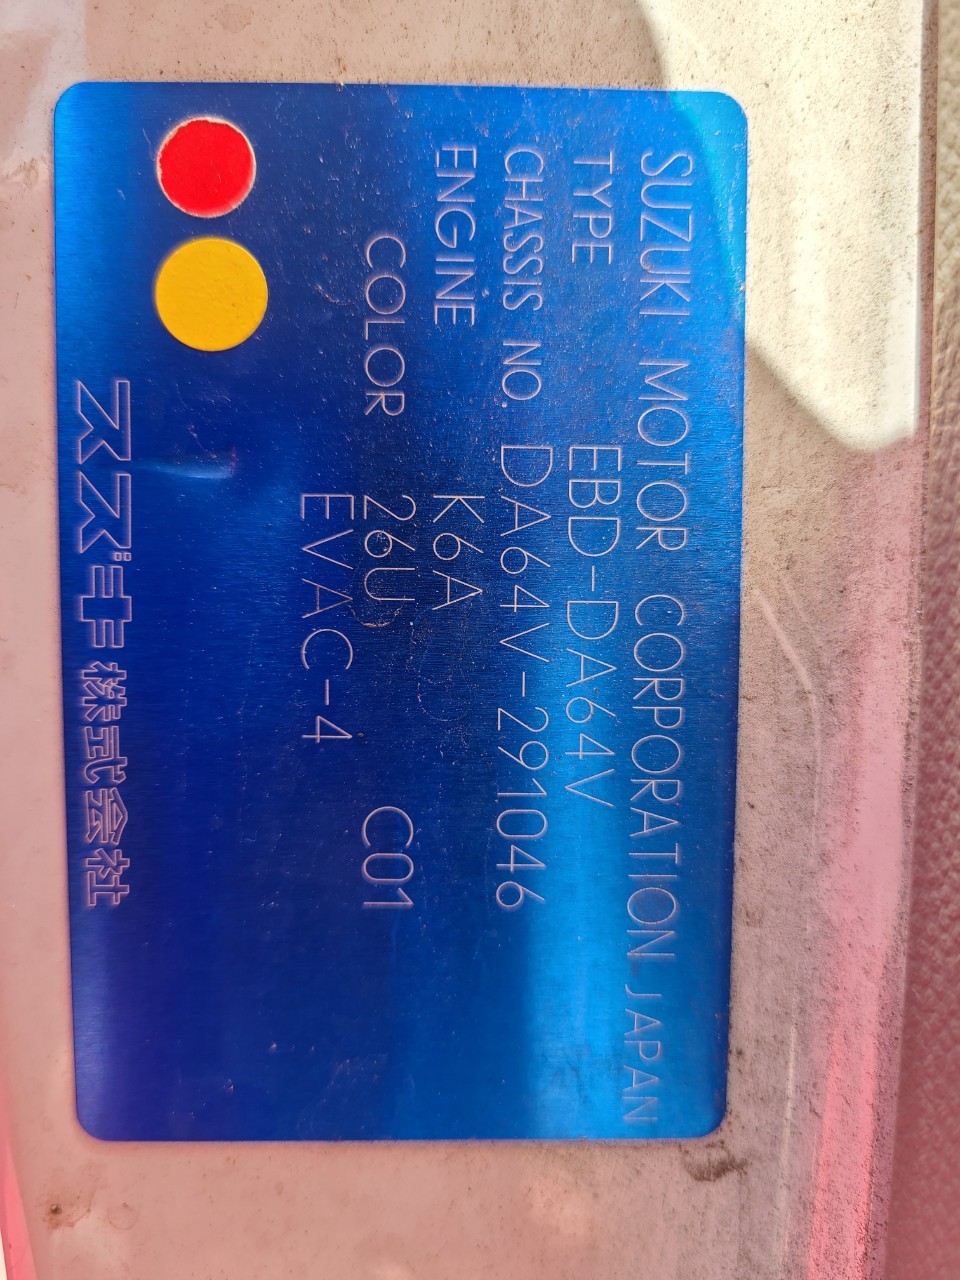 SUZUKI MOTOR CORPORATION JAPAN
TYPE EBD-DA64V
CHASSIS NO. DA64V-291046
ENGINE K6A
COLOR 26U C01
EVAC-4
スズキ株式会社